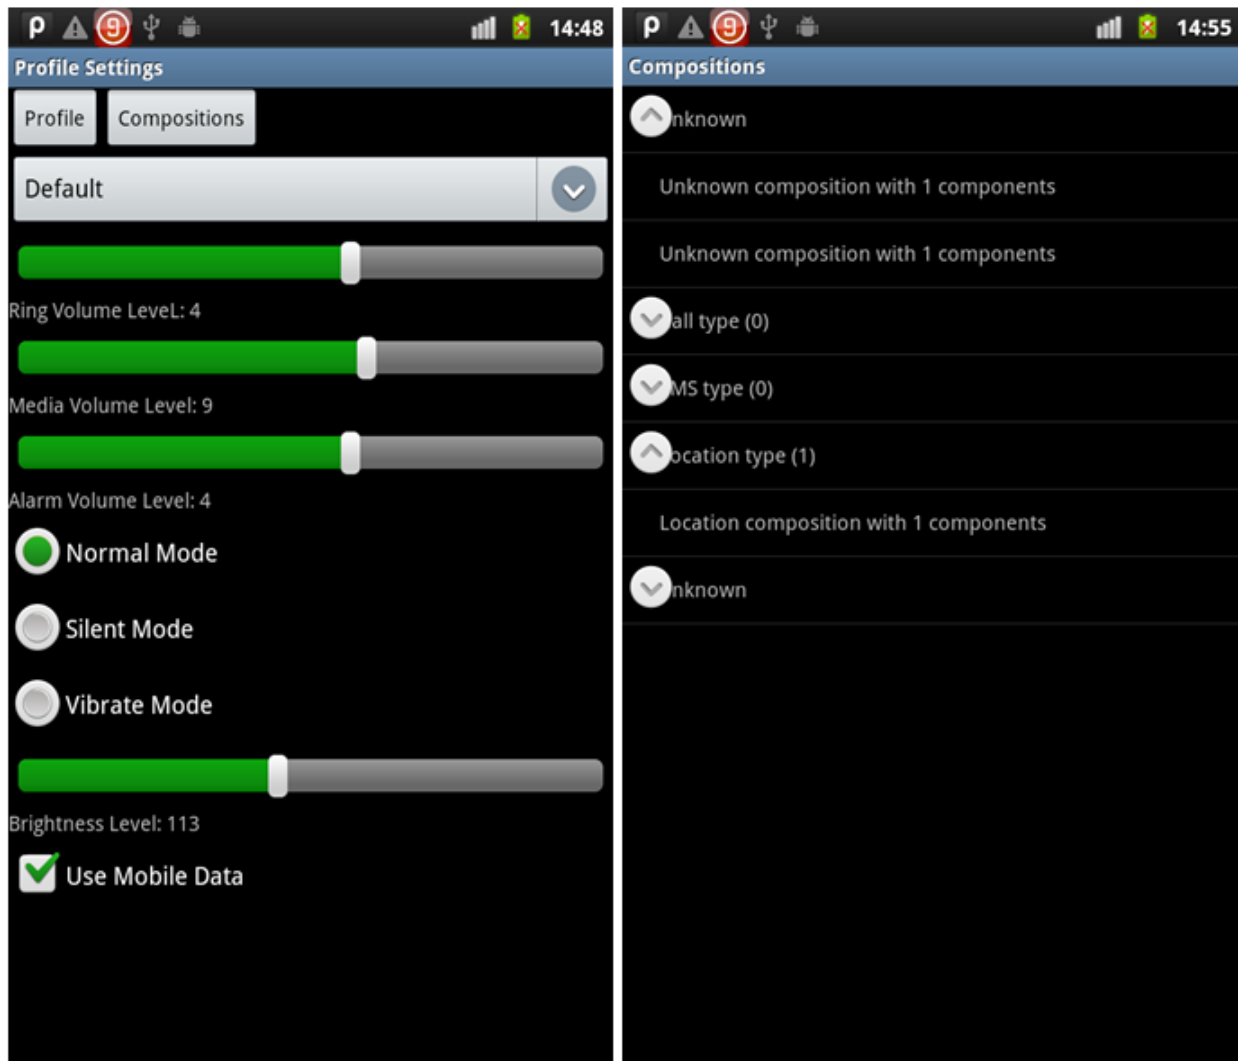 14:48
Profile Settings
Profile Compositions
Default
Ring Volume LeveL: 4
Media Volume Level: 9
Alarm Volume Level: 4
Normal Mode
Silent Mode
Vibrate Mode
Brightness Level: 113
Use Mobile Data
14:55
Compositions
nknown
Unknown composition with 1 components
Unknown composition with 1 components
all type (0)
MS type (0)
ocation type (1)
Location composition with 1 components
nknown